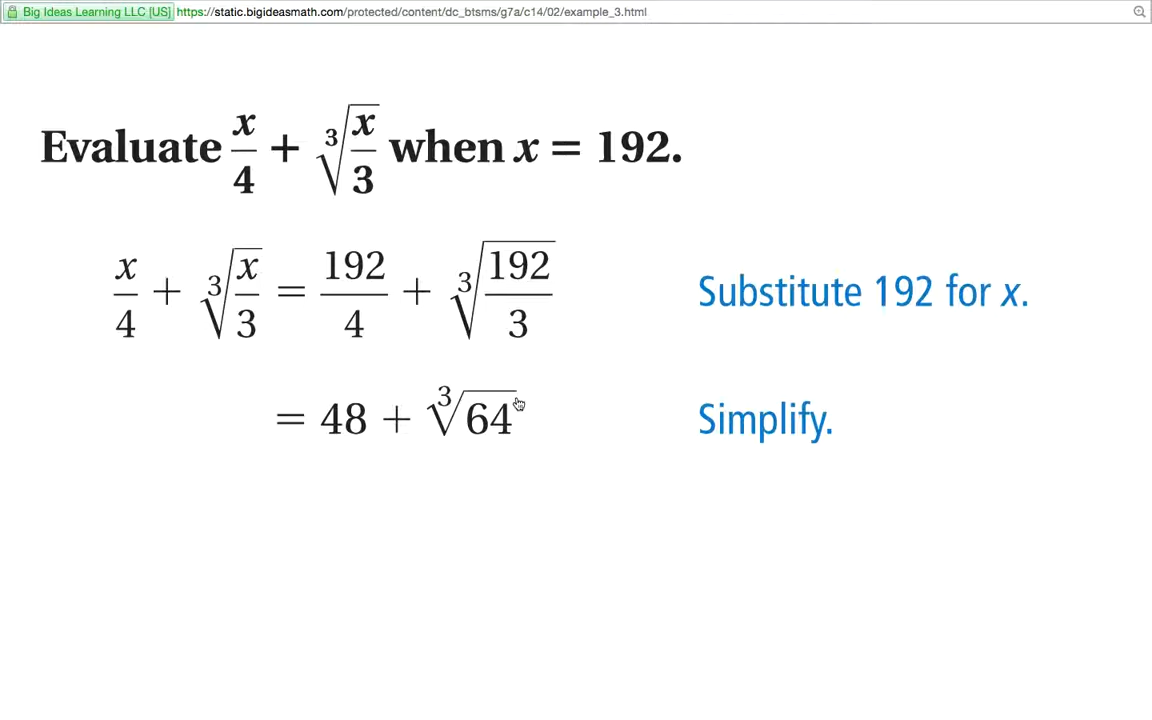 Big Ideas Learning LLC [US] https://static.bigideasmath.com/protected/content/dc_btsms/g7a/c14/02/example_3.html
Evaluate x/4 + ∛(x/3) when x = 192.
x/4 + ∛(x/3) = 192/4 + ∛(192/3) Substitute 192 for x.
= 48 + ∛64 Simplify.